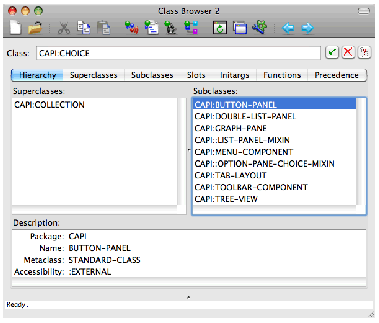 Class Browser 2
Class: CAPI:CHOICE
Hierarchy Superclasses Subclasses Slots Initargs Functions Precedence
Superclasses:
CAPI:COLLECTION
Subclasses:
CAPI:BUTTON-PANEL
CAPI:DOUBLE-LIST-PANEL
CAPI:GRAPH-PANE
CAPI::LIST-PANEL-MIXIN
CAPI:MENU-COMPONENT
CAPI::OPTION-PANE-CHOICE-MIXIN
CAPI:TAB-LAYOUT
CAPI:TOOLBAR-COMPONENT
CAPI:TREE-VIEW
Description:
Package: CAPI
Name: BUTTON-PANEL
Metaclass: STANDARD-CLASS
Accessibility: :EXTERNAL
Ready.